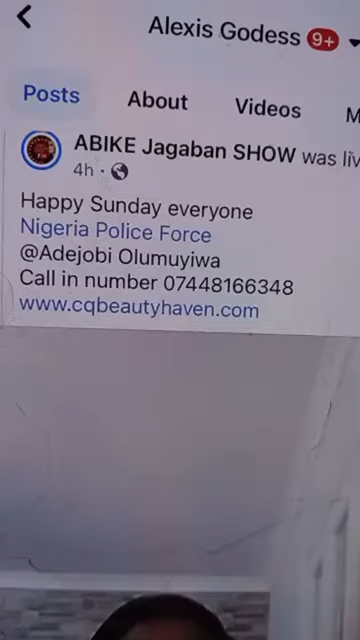 Alexis Godess 9+
Posts About Videos M
ABIKE Jagaban SHOW was liv
4h
Happy Sunday everyone
Nigeria Police Force
@Adejobi Olumuyiwa
Call in number 07448166348
www.cqbeautyhaven.com